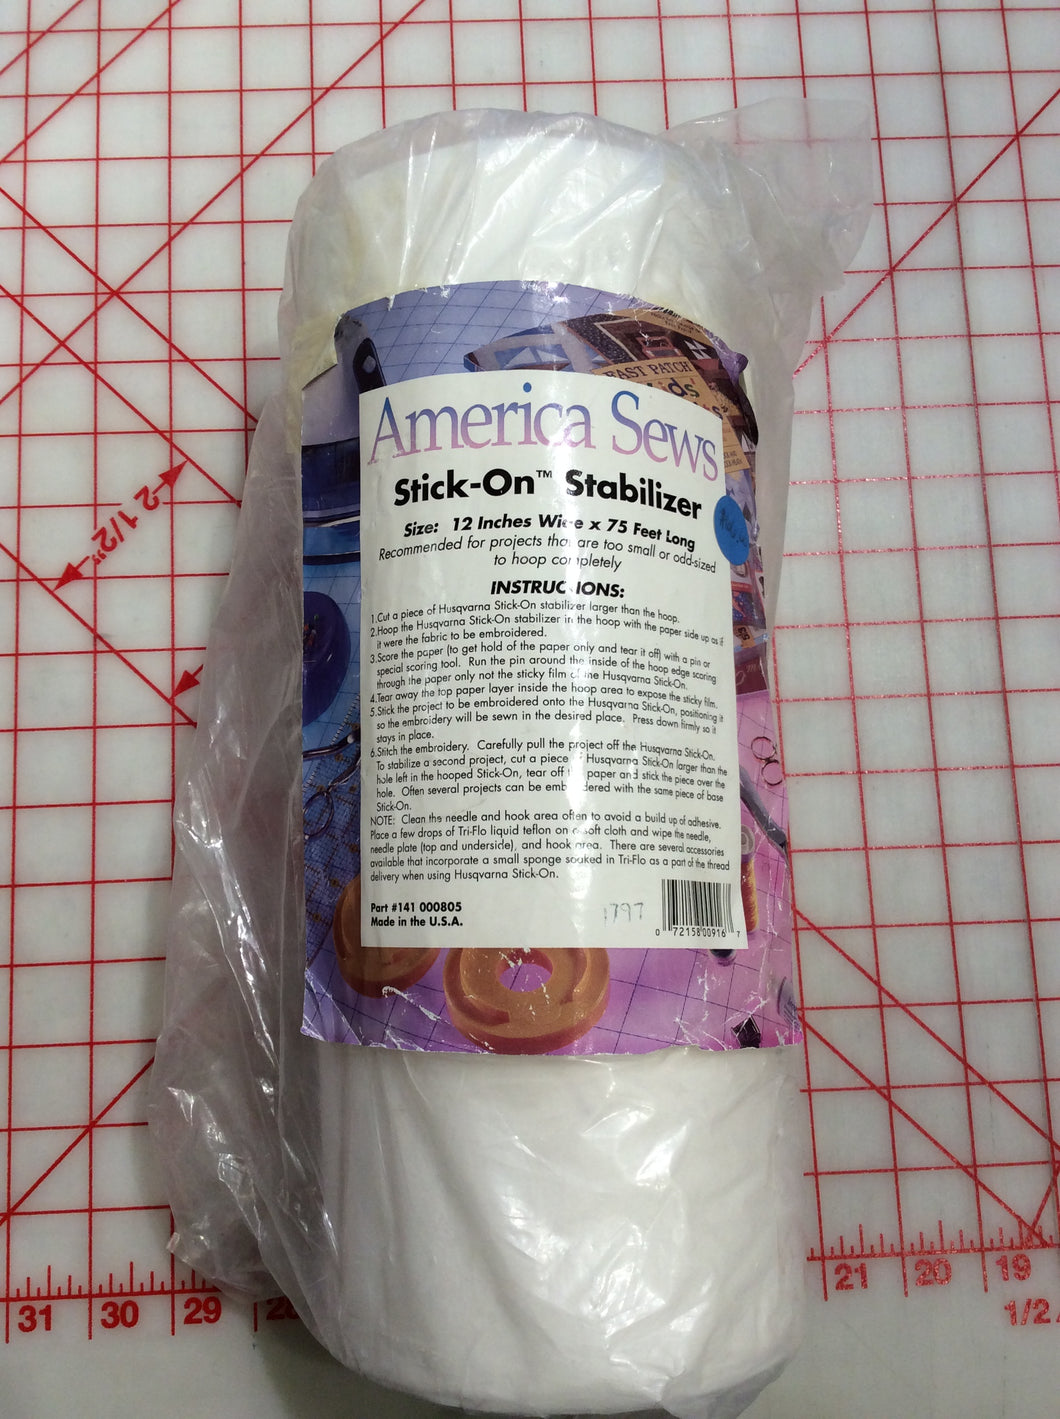 FAST PATCH
America Sews
Stick-On™ Stabilizer
Size: 12 Inches Wide x 75 Feet Long
Recommended for projects that are too small or odd-sized
to hoop completely
INSTRUCTIONS:
1.Cut a piece of Husqvarna Stick-On stabilizer larger than the hoop.
2.Hoop the Husqvarna Stick-On stabilizer in the hoop with the paper side up as if
it were the fabric to be embroidered.
3.Score the paper (to get hold of the paper only and tear it off) with a pin or
special scoring tool. Run the pin around the inside of the hoop edge scoring
through the paper only not the sticky film of the Husqvarna Stick-On.
4.Tear away the top paper layer inside the hoop area to expose the sticky film.
5.Stick the project to be embroidered onto the Husqvarna Stick-On, positioning it
so the embroidery will be sewn in the desired place. Press down firmly so it
stays in place.
6.Stitch the embroidery. Carefully pull the project off the Husqvarna Stick-On.
To stabilize a second project, cut a piece of Husqvarna Stick-On larger than the
hole left in the hooped Stick-On, tear off the paper and stick the piece over the
hole. Often several projects can be embroidered with the same piece of base
Stick-On.
NOTE: Clean the needle and hook area often to avoid a build up of adhesive.
Place a few drops of Tri-Flo liquid teflon on a soft cloth and wipe the needle,
needle plate (top and underside), and hook area. There are several accessories
available that incorporate a small sponge soaked in Tri-Flo as a part of the thread
delivery when using Husqvarna Stick-On.
Part #141 000805
Made in the U.S.A.
1797
0 72158 00916 7
2 1/2"
31 30 29 28 21 20 19
1/2